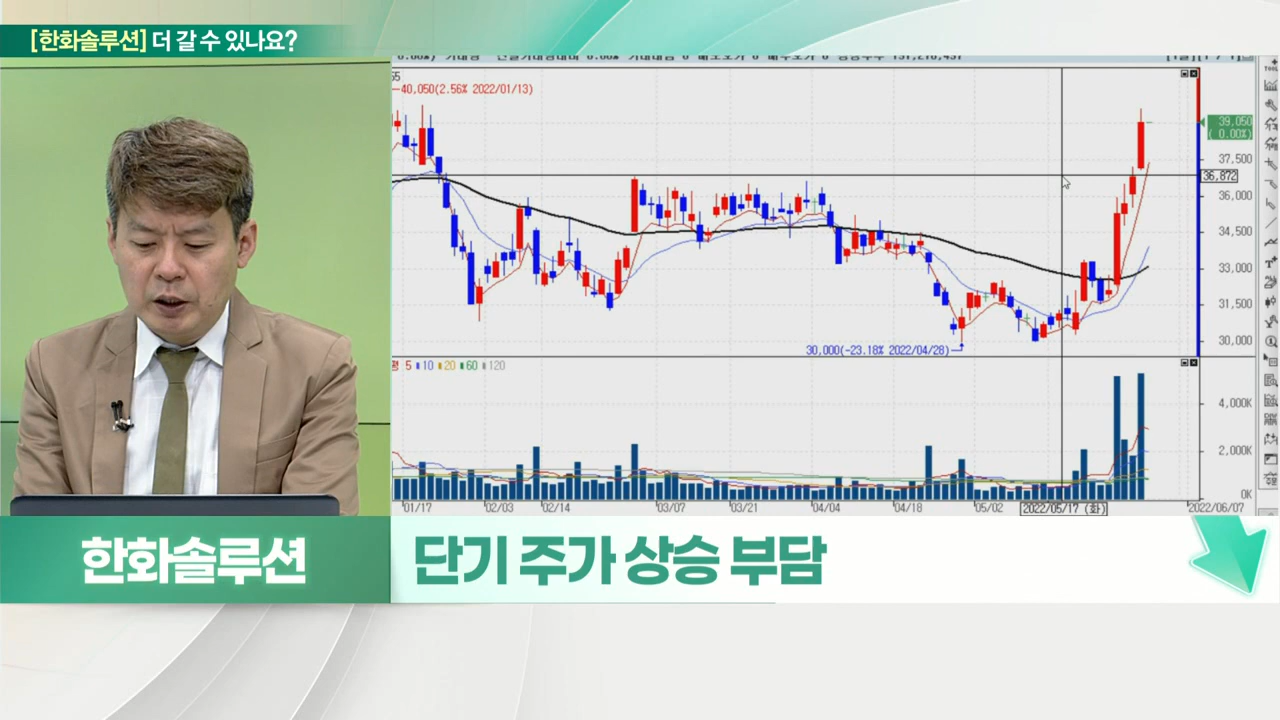 [한화솔루션] 더 갈 수 있나요?
40,050(2.56% 2022/01/13)
39,050
( 0.00%)
37,500
36,872
36,000
34,500
33,000
31,500
30,000
30,000(-23.18% 2022/04/28)
5 10 20 60 120
4,000K
2,000K
0K
01/17 02/03 02/14 03/07 03/21 04/04 04/18 05/02 2022/05/17 (화) 2022/06/07
한화솔루션
단기 주가 상승 부담